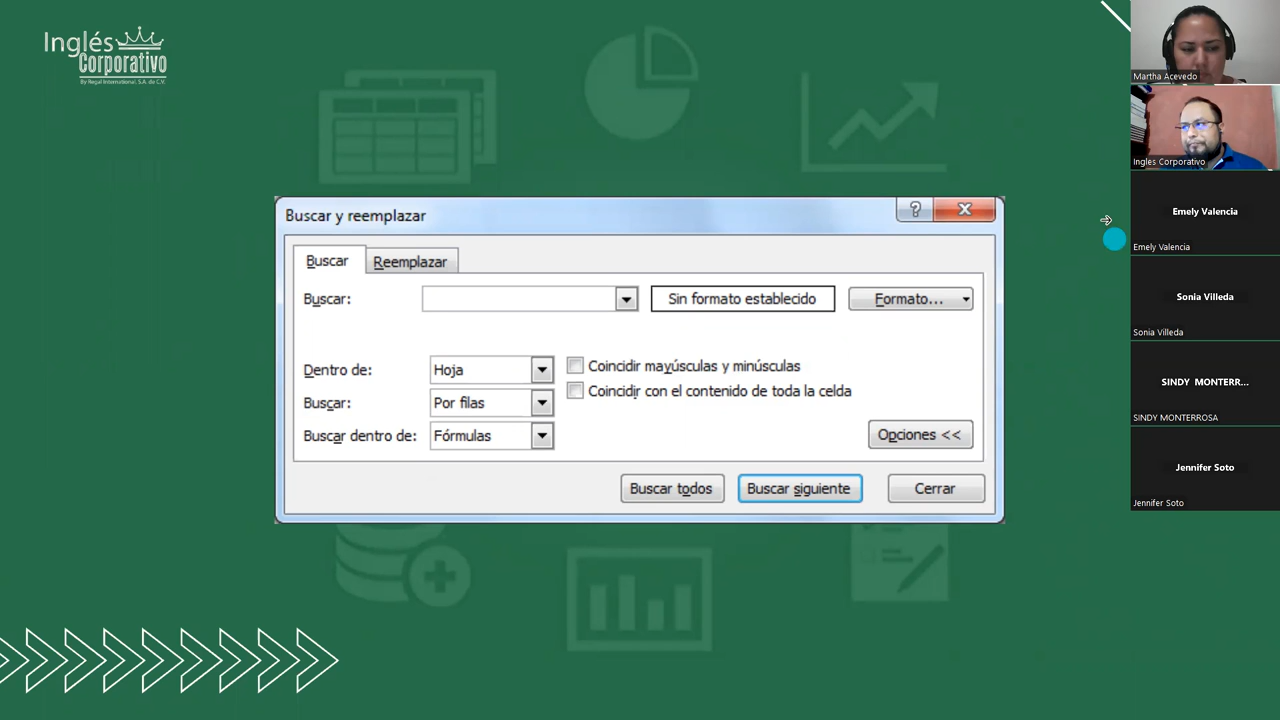 Inglés
Corporativo
By Regal International, S.A. de C.V.
Buscar y reemplazar
?
Buscar
Reemplazar
Buscar:
Sin formato establecido
Formato...
Dentro de:
Hoja
Coincidir mayúsculas y minúsculas
Buscar:
Por filas
Coincidir con el contenido de toda la celda
Buscar dentro de:
Fórmulas
Opciones <<
Buscar todos
Buscar siguiente
Cerrar
Martha Acevedo
Ingles Corporativo
Emely Valencia
Emely Valencia
Sonia Villeda
Sonia Villeda
SINDY MONTERR...
SINDY MONTERROSA
Jennifer Soto
Jennifer Soto